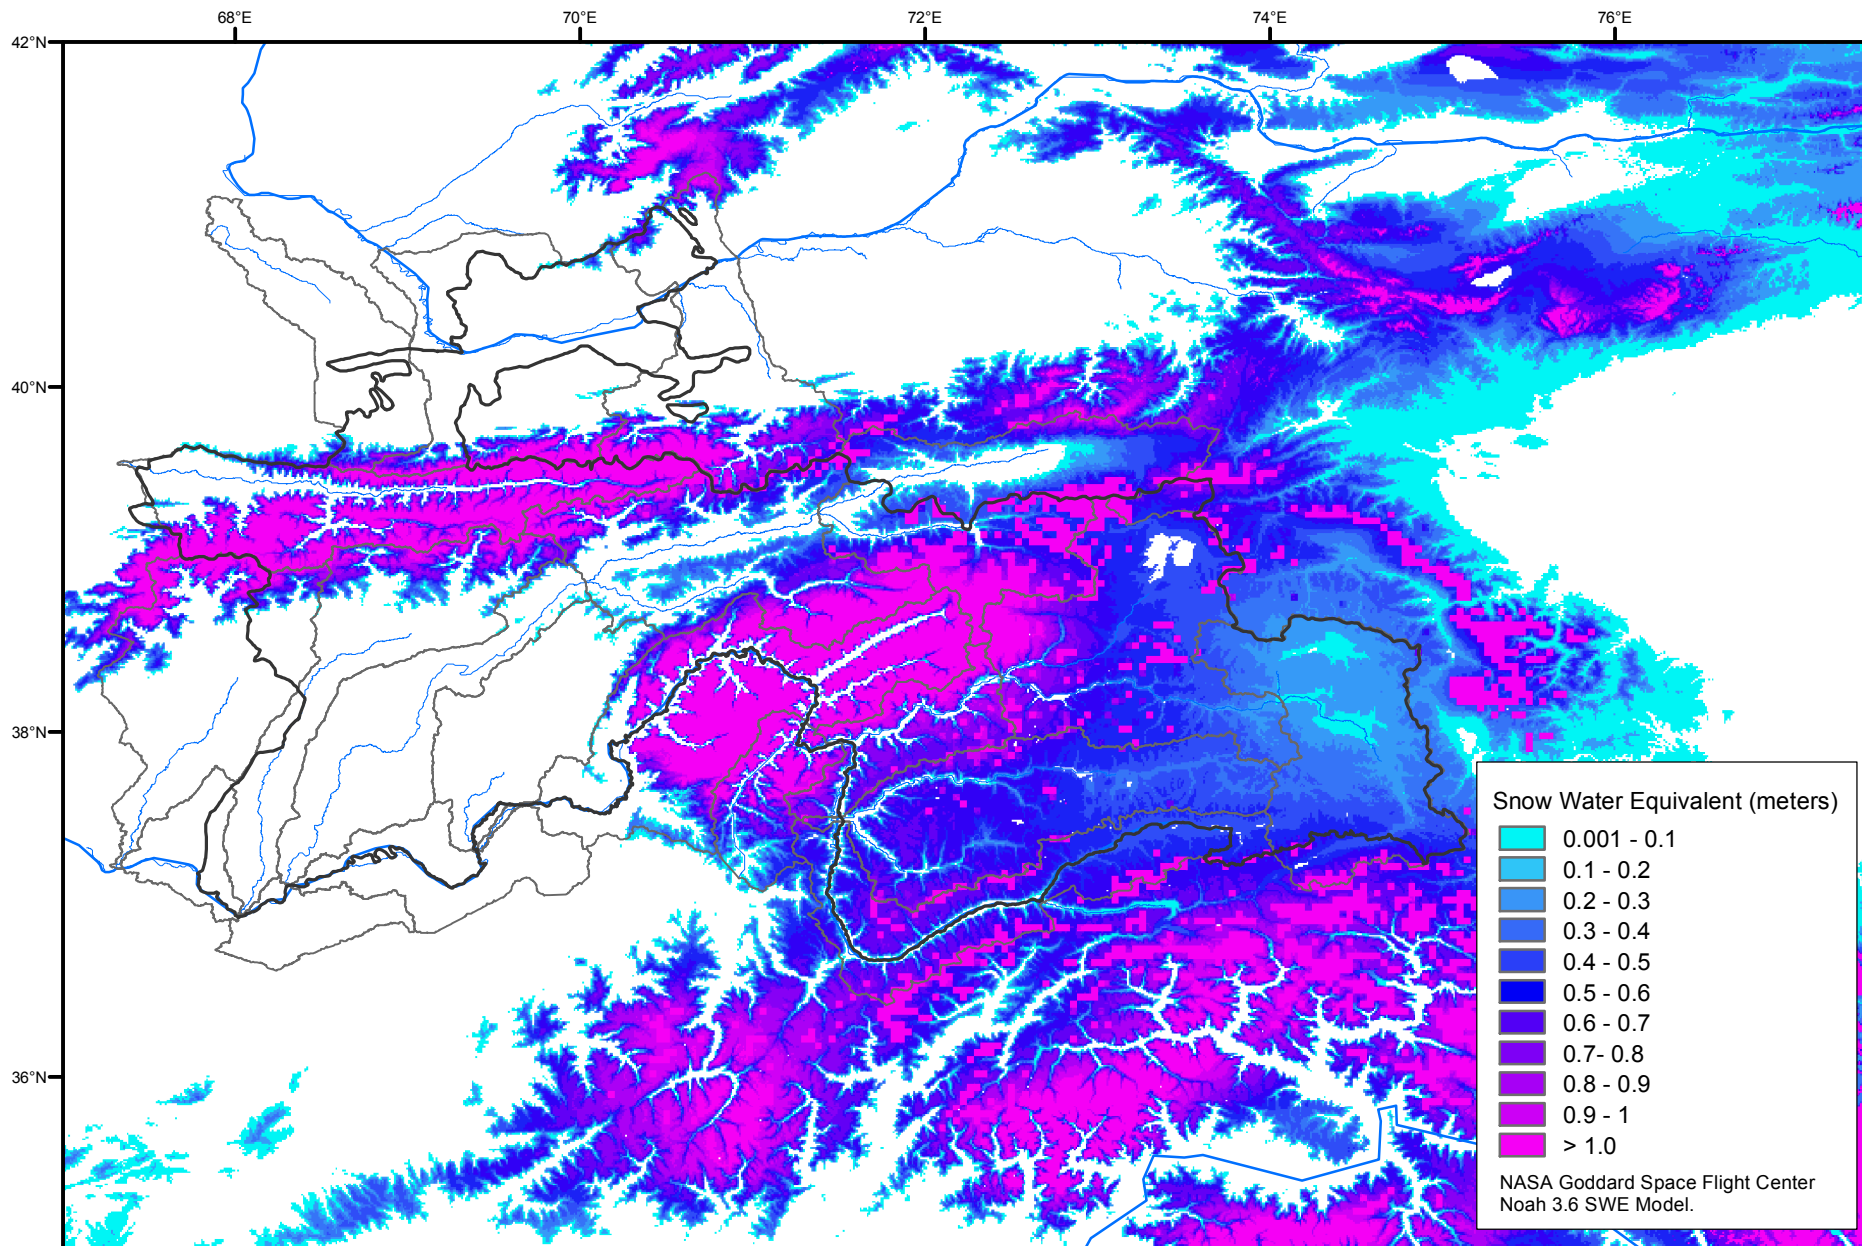 68°E
70°E
72°E
74°E
76°E
42°N
40°N
38°N
36°N
Snow Water Equivalent (meters)
0.001 - 0.1
0.1 - 0.2
0.2 - 0.3
0.3 - 0.4
0.4 - 0.5
0.5 - 0.6
0.6 - 0.7
0.7- 0.8
0.8 - 0.9
0.9 - 1
> 1.0
NASA Goddard Space Flight Center
Noah 3.6 SWE Model.